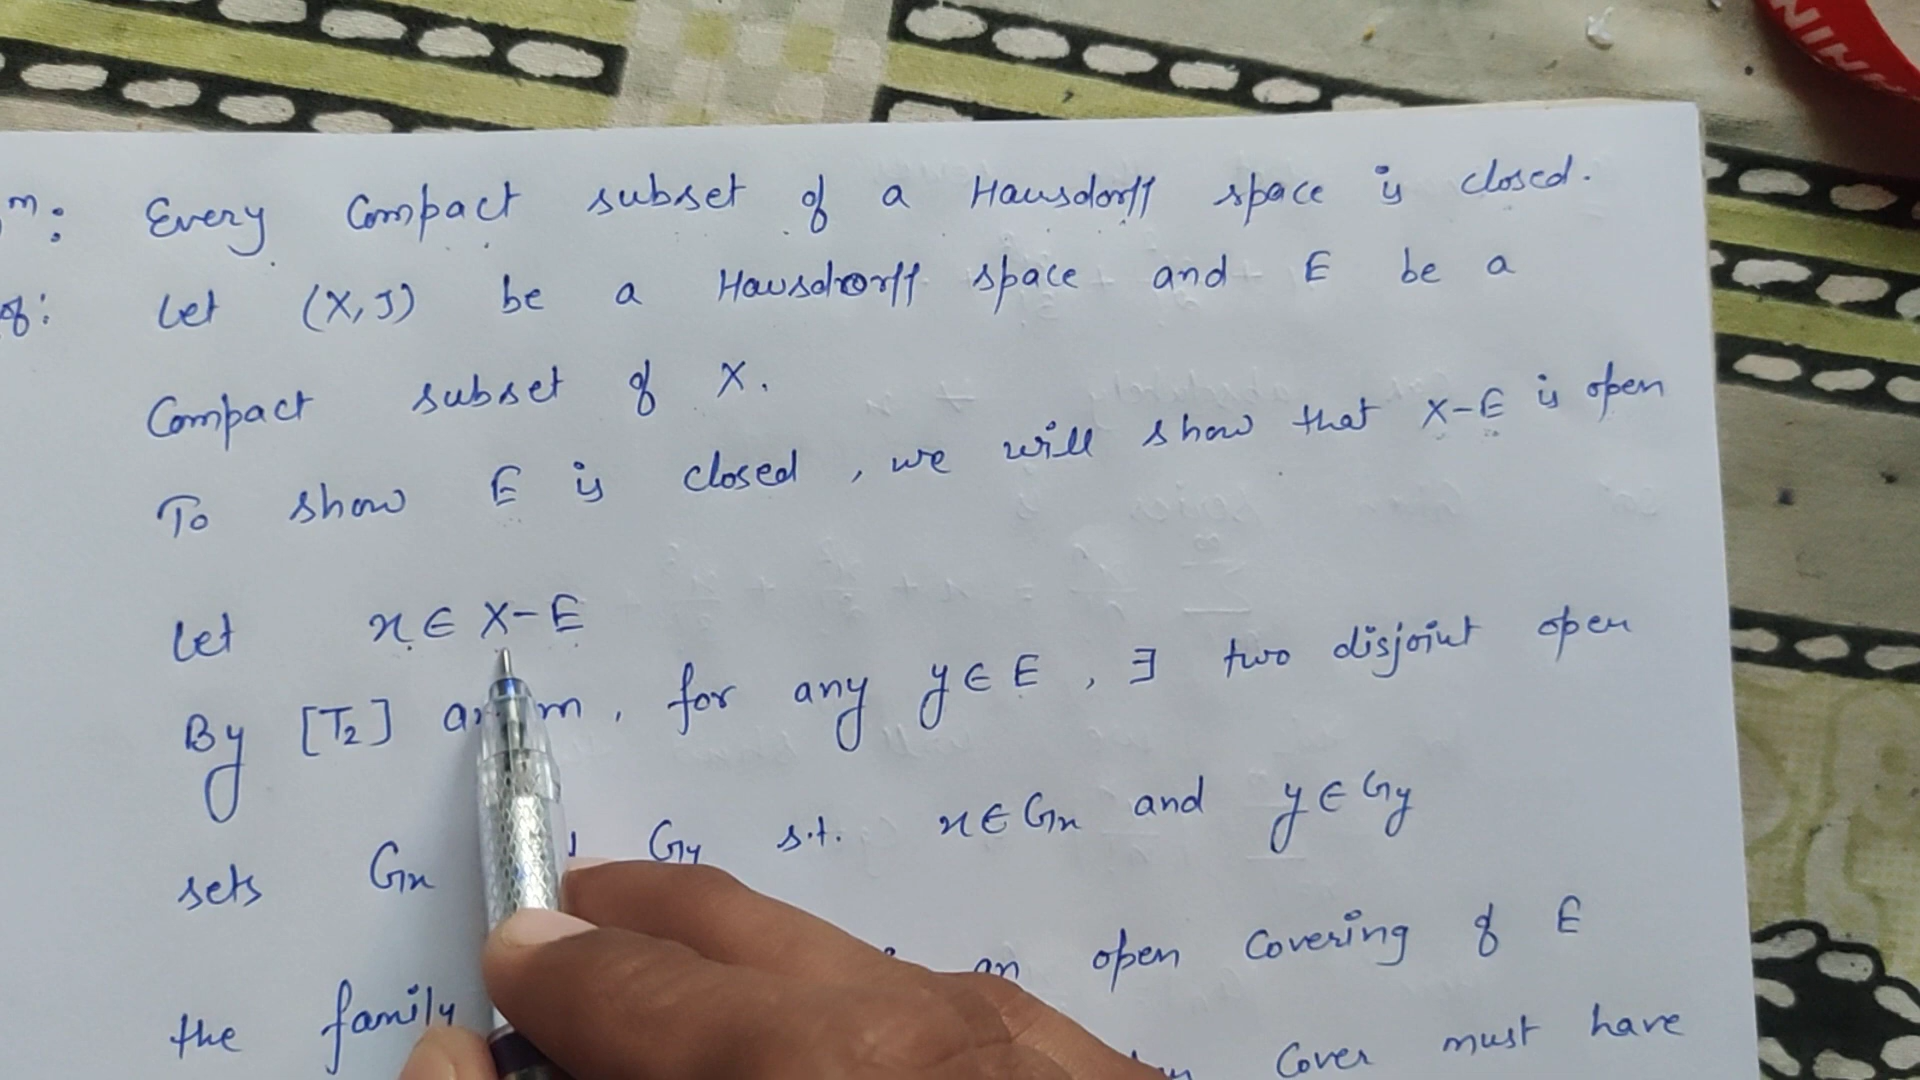 m: Every Compact subset of a Hausdorff space is closed.
of: Let (X, J) be a Hausdorff space and E be a
Compact subset of X.
To show E is closed, we will show that X-E is open
Let x ∈ X-E
By [T2] , for any y ∈ E, ∃ two disjoint open
sets Gx Gy s.t. x ∈ Gx and y ∈ Gy
the family an open Covering of E
Cover must have